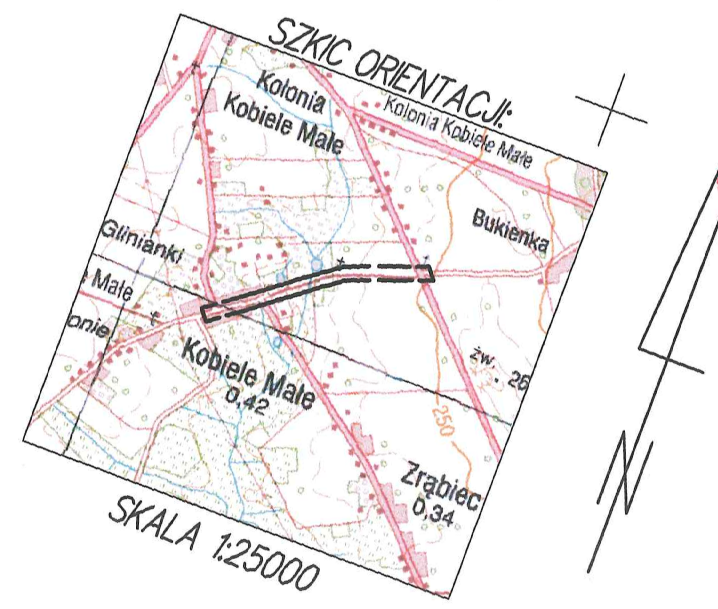 SZKIC ORIENTACJI:
Kolonia
Kobiele Małe
Kolonia Kobiele Małe
Bukienka
Glinianki
Małe
onie
Kobiele Małe
0,42
żw.
250
Zrąbiec
0,34
SKALA 1:25000
N